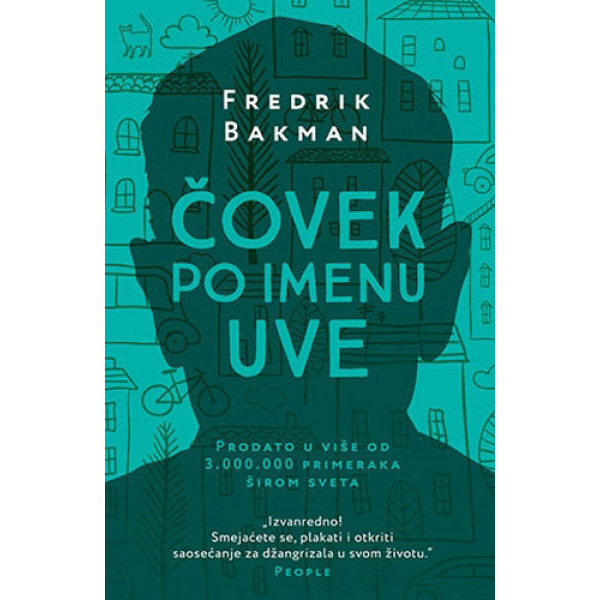 FREDRIK
BAKMAN
ČOVEK
PO IMENU
UVE
PRODATO U VIŠE OD
3.000.000 PRIMERAKA
ŠIROM SVETA
„Izvanredno!
Smejaćete se, plakati i otkriti
saosećanje za džangrizala u svom životu.”
PEOPLE